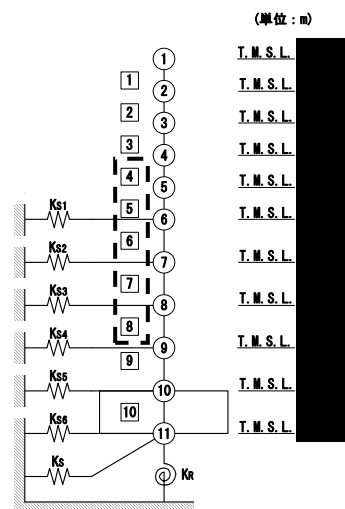 (単位：m)
1 T.M.S.L.
1
2 T.M.S.L.
2
3 T.M.S.L.
3
4 T.M.S.L.
4
5 T.M.S.L.
5
KS1 6 T.M.S.L.
6
KS2 7 T.M.S.L.
7
KS3 8 T.M.S.L.
8
KS4 9 T.M.S.L.
9
KS5 10 T.M.S.L.
10
KS6 11 T.M.S.L.
KS KR